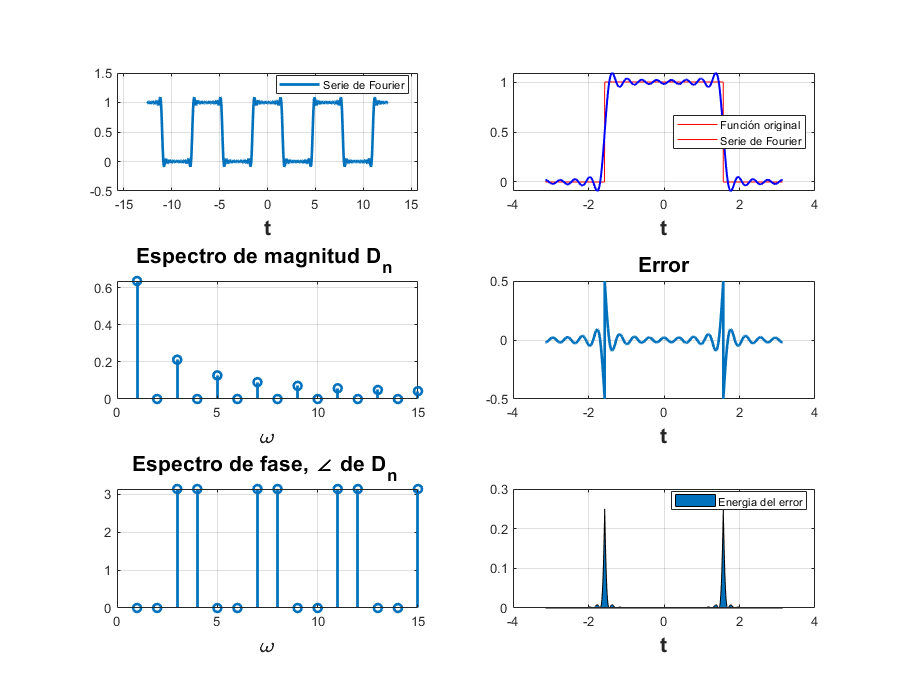 Serie de Fourier
1.5
1
0.5
0
-0.5
-15 -10 -5 0 5 10 15
t
Función original
Serie de Fourier
1
0.5
0
-4 -2 0 2 4
t
Espectro de magnitud Dn
0.6
0.4
0.2
0
0 5 10 15
ω
Error
0.5
0
-0.5
-4 -2 0 2 4
t
Espectro de fase, ∠ de Dn
3
2
1
0
0 5 10 15
ω
Energia del error
0.3
0.2
0.1
0
-4 -2 0 2 4
t